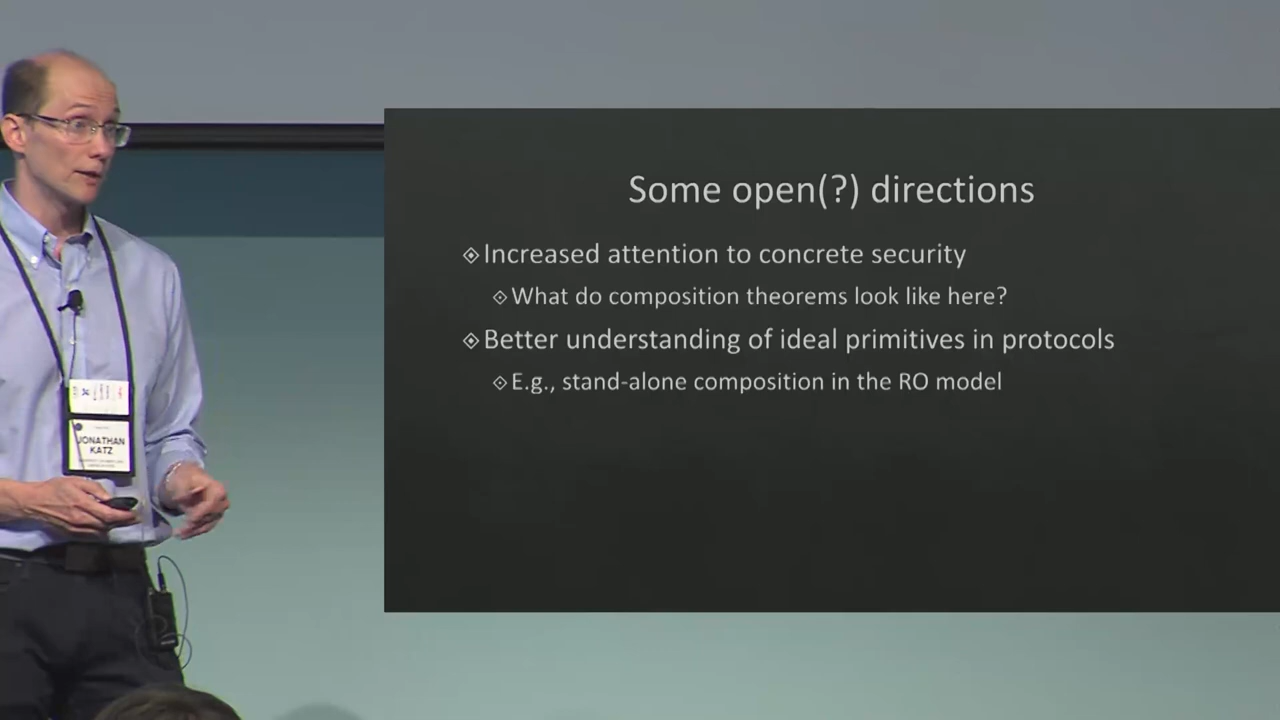 Some open(?) directions
Increased attention to concrete security
What do composition theorems look like here?
Better understanding of ideal primitives in protocols
E.g., stand-alone composition in the RO model
JONATHAN
KATZ